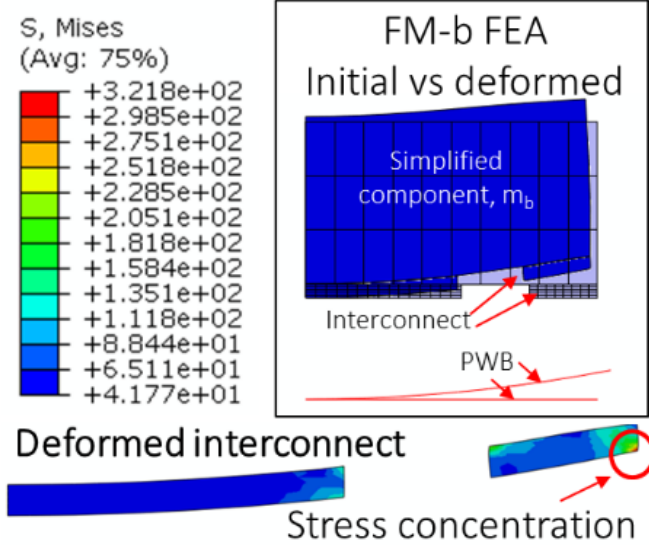 S, Mises
(Avg: 75%)
+3.218e+02
+2.985e+02
+2.751e+02
+2.518e+02
+2.285e+02
+2.051e+02
+1.818e+02
+1.584e+02
+1.351e+02
+1.118e+02
+8.844e+01
+6.511e+01
+4.177e+01
FM-b FEA
Initial vs deformed
Simplified
component, m_b
Interconnect
PWB
Deformed interconnect
Stress concentration